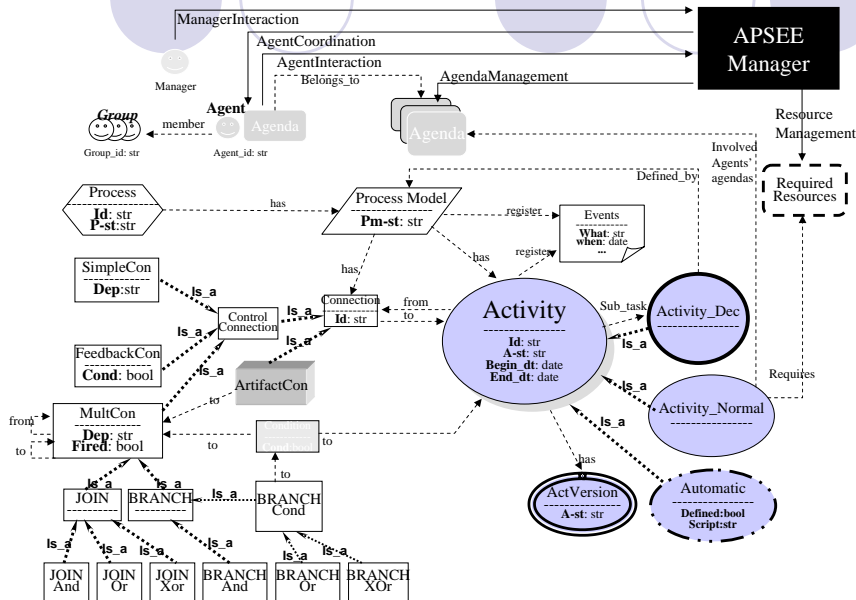 ManagerInteraction
AgentCoordination
AgentInteraction
Belongs_to
AgendaManagement
APSEE
Manager
Manager
Group
member
Agent
Agenda
Agenda
Group_id: str
Agent_id: str
Resource
Management
Involved
Agents'
agendas
Required
Resources
Defined_by
Process
Id: str
P-st:str
has
Process Model
Pm-st: str
register
Events
What: str
when: date
...
register
has
has
SimpleCon
Dep:str
Is_a
Control
Connection
Is_a
Connection
Id: str
from
to
Activity
Id: str
A-st: str
Begin_dt: date
End_dt: date
Sub_task
Activity_Dec
Is_a
FeedbackCon
Cond: bool
Is_a
Is_a
Is_a
ArtifactCon
to
Is_a
Activity_Normal
Requires
MultCon
Dep: str
Fired: bool
from
to
to
Condition
Cond:bool
to
Is_a
has
to
Is_a
Is_a
JOIN
BRANCH
Is_a
BRANCH
Cond
ActVersion
A-st: str
Automatic
Defined:bool
Script:str
Is_a
Is_a
Is_a
Is_a
JOIN
And
JOIN
Or
JOIN
Xor
BRANCH
And
BRANCH
Or
BRANCH
XOr